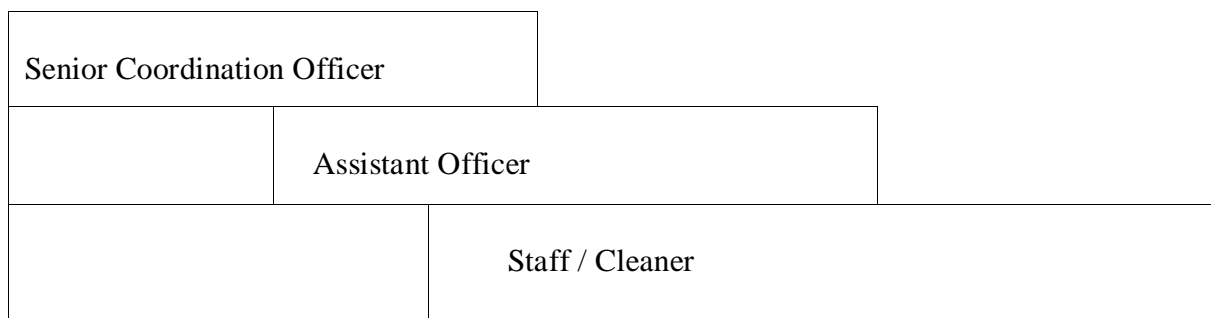 Senior Coordination Officer
Assistant Officer
Staff / Cleaner